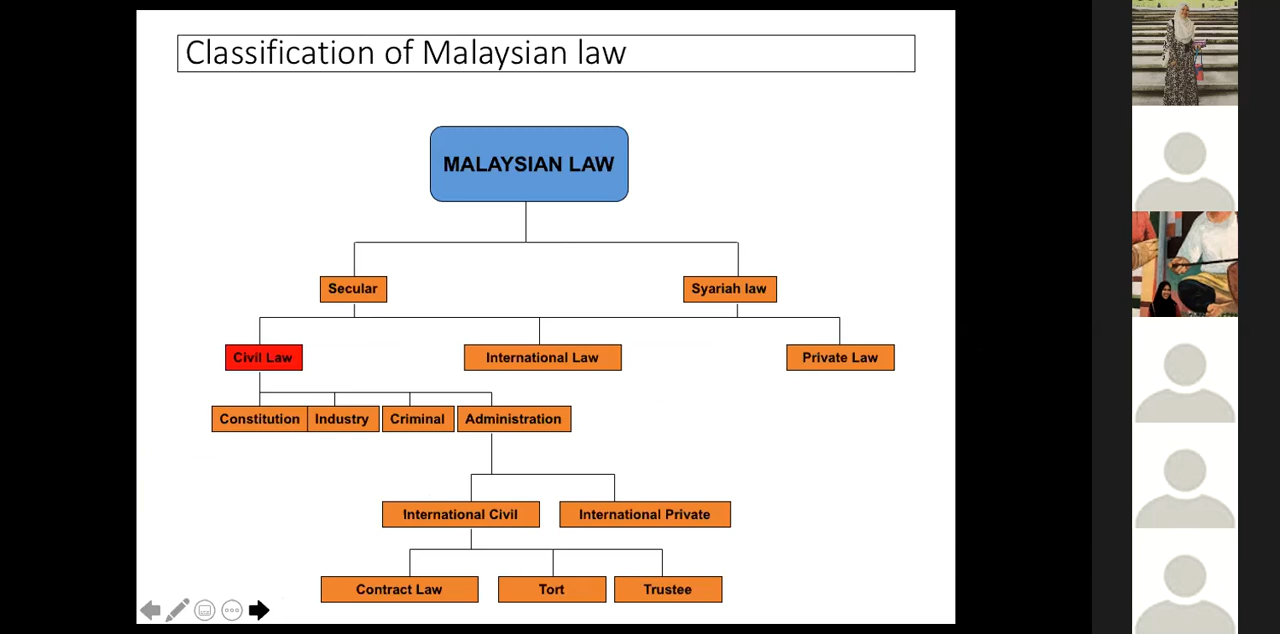 Classification of Malaysian law
MALAYSIAN LAW
Secular
Syariah law
Civil Law
International Law
Private Law
Constitution
Industry
Criminal
Administration
International Civil
International Private
Contract Law
Tort
Trustee